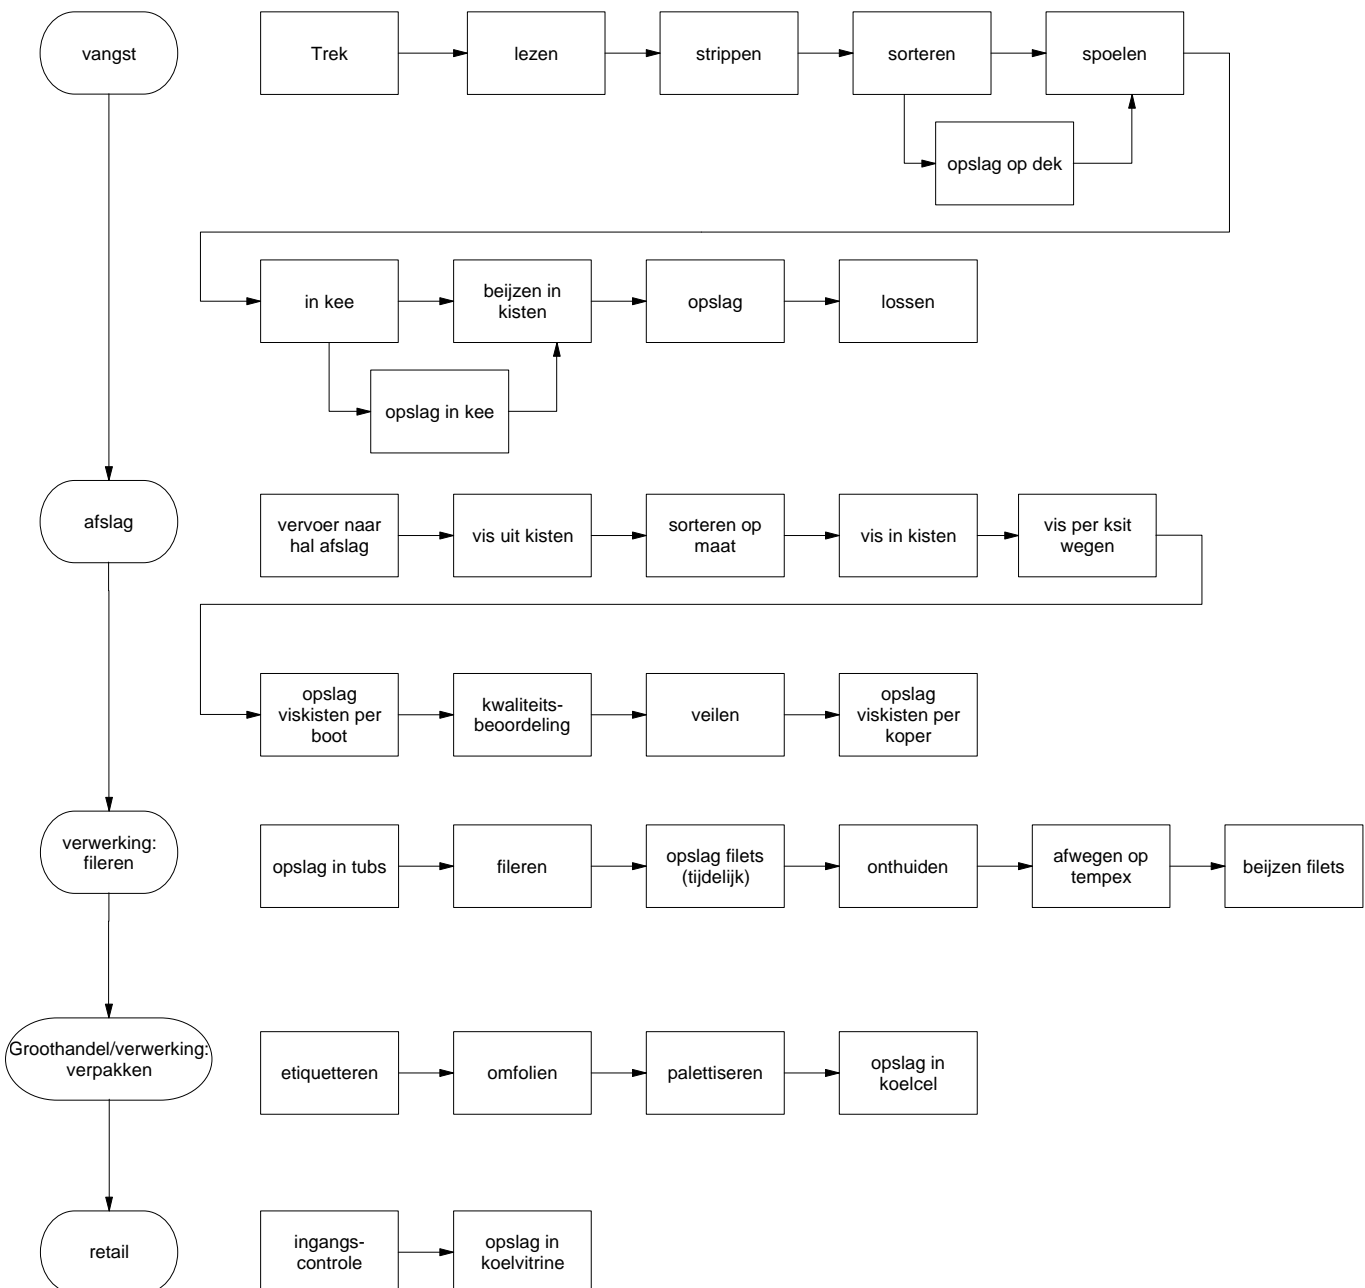 vangst
Trek
lezen
strippen
sorteren
spoelen
opslag op dek
in kee
beijzen in
kisten
opslag
lossen
opslag in kee
afslag
vervoer naar
hal afslag
vis uit kisten
sorteren op
maat
vis in kisten
vis per ksit
wegen
opslag
viskisten per
boot
kwaliteits-
beoordeling
veilen
opslag
viskisten per
koper
verwerking:
fileren
opslag in tubs
fileren
opslag filets
(tijdelijk)
onthuiden
afwegen op
tempex
beijzen filets
Groothandel/verwerking:
verpakken
etiquetteren
omfolien
palettiseren
opslag in
koelcel
retail
ingangs-
controle
opslag in
koelvitrine